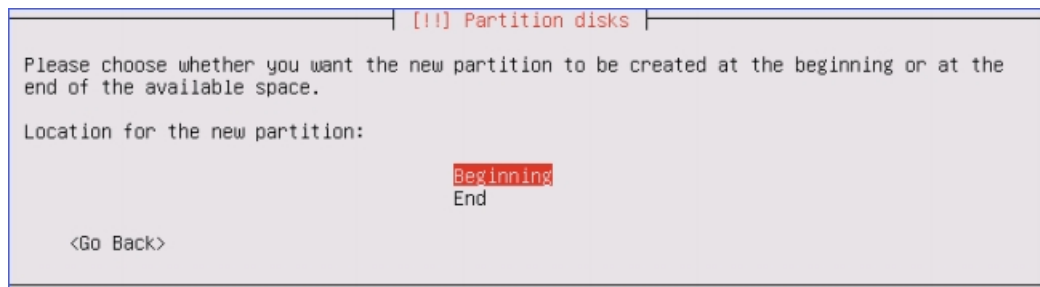 [!!] Partition disks
Please choose whether you want the new partition to be created at the beginning or at the
end of the available space.
Location for the new partition:
Beginning
End
<Go Back>